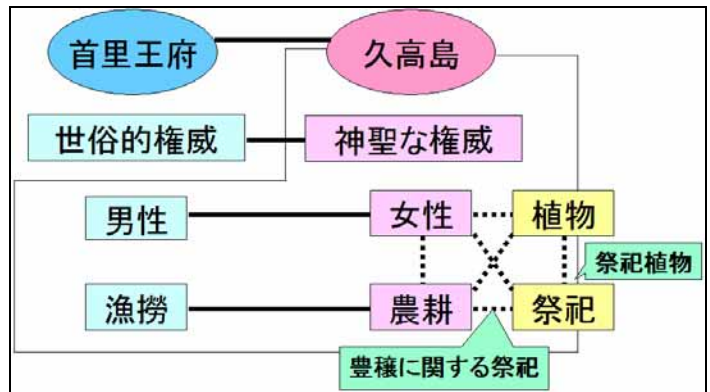 首里王府
久高島
世俗的権威
神聖な権威
男性
女性
植物
祭祀植物
漁撈
農耕
祭祀
豊穣に関する祭祀